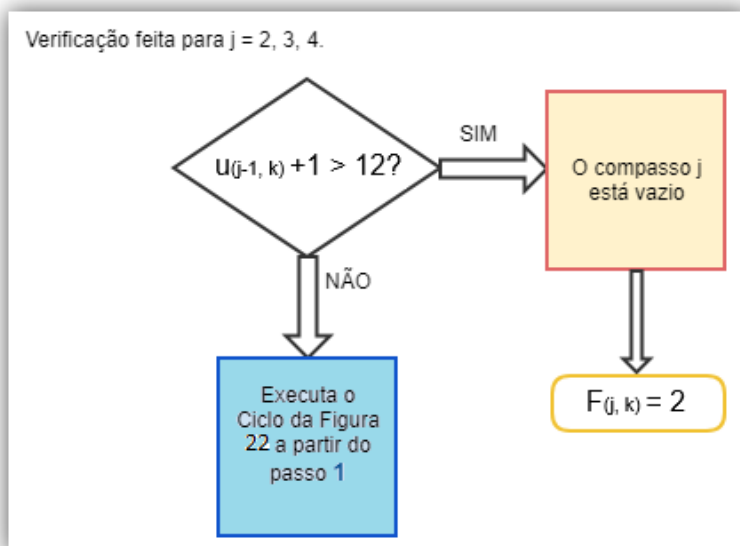 Verificação feita para j = 2, 3, 4.
u(j-1, k) +1 > 12?
SIM
O compasso j
está vazio
NÃO
Executa o
Ciclo da Figura
22 a partir do
passo 1
F(j, k) = 2